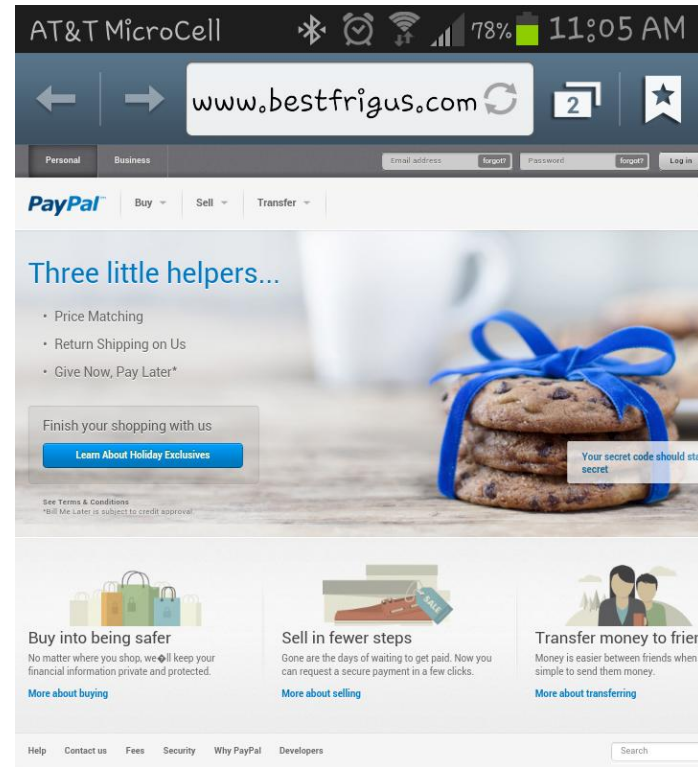 AT&T MicroCell 78% 11:05 AM
www.bestfrigus.com 2
Personal Business Email address forgot? Password forgot? Log in
PayPal™ Buy Sell Transfer
Three little helpers...
• Price Matching
• Return Shipping on Us
• Give Now, Pay Later*
Finish your shopping with us
Learn About Holiday Exclusives
Your secret code should sta
secret
See Terms & Conditions
*Bill Me Later is subject to credit approval.
SALE
Buy into being safer
No matter where you shop, we�ll keep your
financial information private and protected.
More about buying
Sell in fewer steps
Gone are the days of waiting to get paid. Now you
can request a secure payment in a few clicks.
More about selling
Transfer money to frien
Money is easier between friends when
simple to send them money.
More about transferring
Help Contact us Fees Security Why PayPal Developers Search